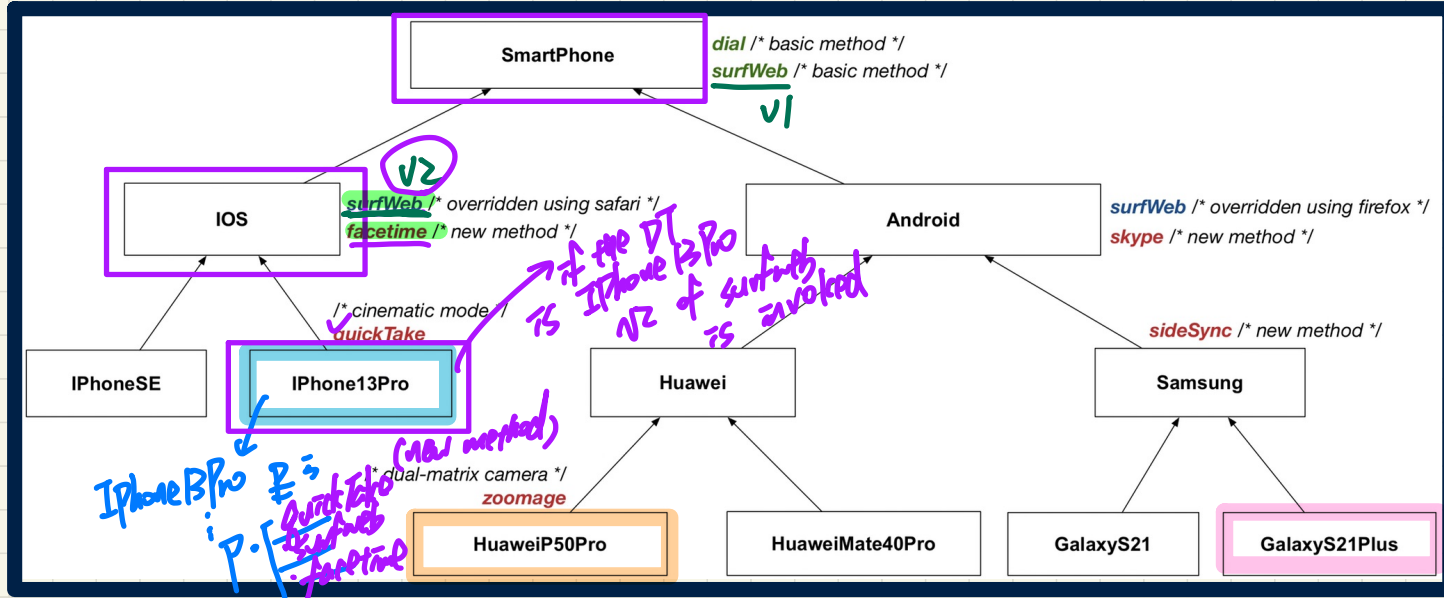 SmartPhone
dial /* basic method */
surfWeb /* basic method */
v1
v2
IOS
surfWeb /* overridden using safari */
facetime /* new method */
Android
surfWeb /* overridden using firefox */
skype /* new method */
if the DT
is IPhone13Pro
v2 of surfweb
is invoked
/* cinematic mode */
quickTake
sideSync /* new method */
IPhoneSE
IPhone13Pro
Huawei
Samsung
(new method)
* dual-matrix camera */
zoomage
IPhone13Pro P;
P.
quickTake
surfweb
facetime
HuaweiP50Pro
HuaweiMate40Pro
GalaxyS21
GalaxyS21Plus